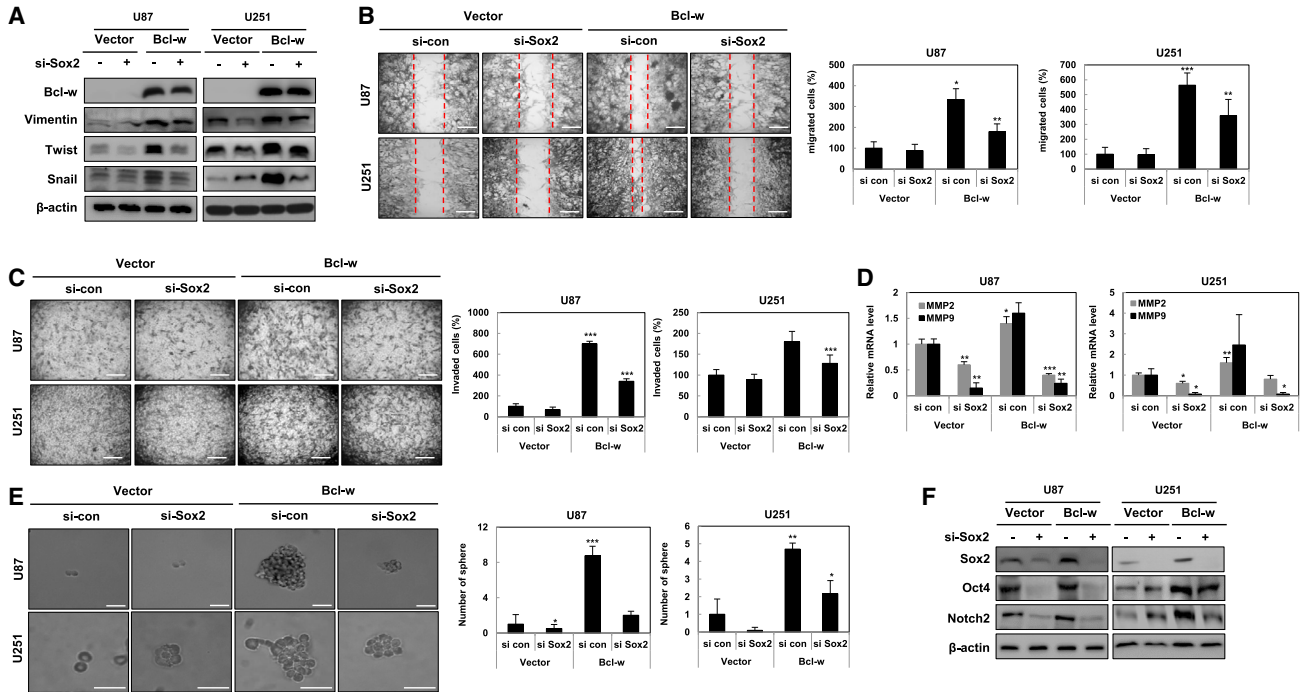 A
U87 U251
Vector Bcl-w Vector Bcl-w
si-Sox2 - + - + - + - +
Bcl-w
Vimentin
Twist
Snail
β-actin
B
Vector Bcl-w
si-con si-Sox2 si-con si-Sox2
U87
U251
U87
migrated cells (%)
500
400
300
200
100
0
* **
si con si Sox2 si con si Sox2
Vector Bcl-w
U251
migrated cells (%)
700
600
500
400
300
200
100
0
*** **
si con si Sox2 si con si Sox2
Vector Bcl-w
C
Vector Bcl-w
si-con si-Sox2 si-con si-Sox2
U87
U251
U87
Invaded cells (%)
1000
800
600
400
200
0
*** ***
si con si Sox2 si con si Sox2
Vector Bcl-w
U251
Invaded cells (%)
250
200
150
100
50
0
***
si con si Sox2 si con si Sox2
Vector Bcl-w
D
U87
Relative mRNA level
2
1.5
1
0.5
0
MMP2
MMP9
** ** * *** **
si con si Sox2 si con si Sox2
Vector Bcl-w
U251
Relative mRNA level
5
4
3
2
1
0
MMP2
MMP9
* * ** *
si con si Sox2 si con si Sox2
Vector Bcl-w
E
Vector Bcl-w
si-con si-Sox2 si-con si-Sox2
U87
U251
U87
Number of sphere
12
9
6
3
0
* ***
si con si Sox2 si con si Sox2
Vector Bcl-w
U251
Number of sphere
6
5
4
3
2
1
0
** *
si con si Sox2 si con si Sox2
Vector Bcl-w
F
U87 U251
Vector Bcl-w Vector Bcl-w
si-Sox2 - + - + - + - +
Sox2
Oct4
Notch2
β-actin